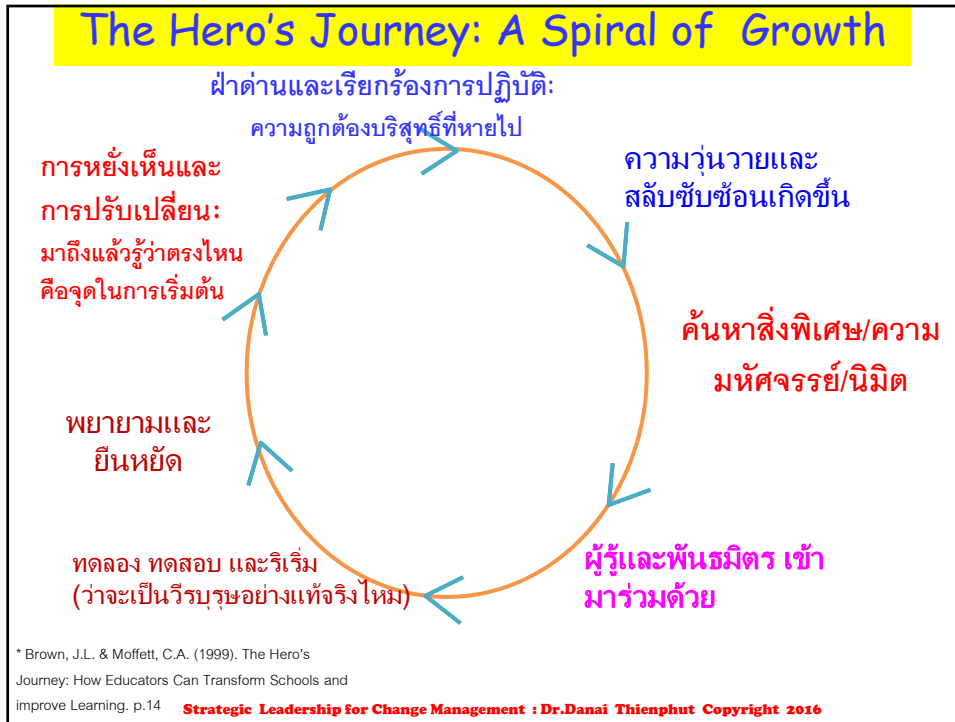 The Hero's Journey: A Spiral of Growth
ฝ่าด่านและเรียกร้องการปฏิบัติ:
ความถูกต้องบริสุทธิ์ที่หายไป
ความวุ่นวายและ
สลับซับซ้อนเกิดขึ้น
ค้นหาสิ่งพิเศษ/ความ
มหัศจรรย์/นิมิต
ผู้รู้และพันธมิตร เข้า
มาร่วมด้วย
ทดลอง ทดสอบ และริเริ่ม
(ว่าจะเป็นวีรบุรุษอย่างแท้จริงไหม)
พยายามและ
ยืนหยัด
การหยั่งเห็นและ
การปรับเปลี่ยน:
มาถึงแล้วรู้ว่าตรงไหน
คือจุดในการเริ่มต้น
* Brown, J.L. & Moffett, C.A. (1999). The Hero's
Journey: How Educators Can Transform Schools and
improve Learning. p.14
Strategic Leadership for Change Management : Dr.Danai Thienphut Copyright 2016